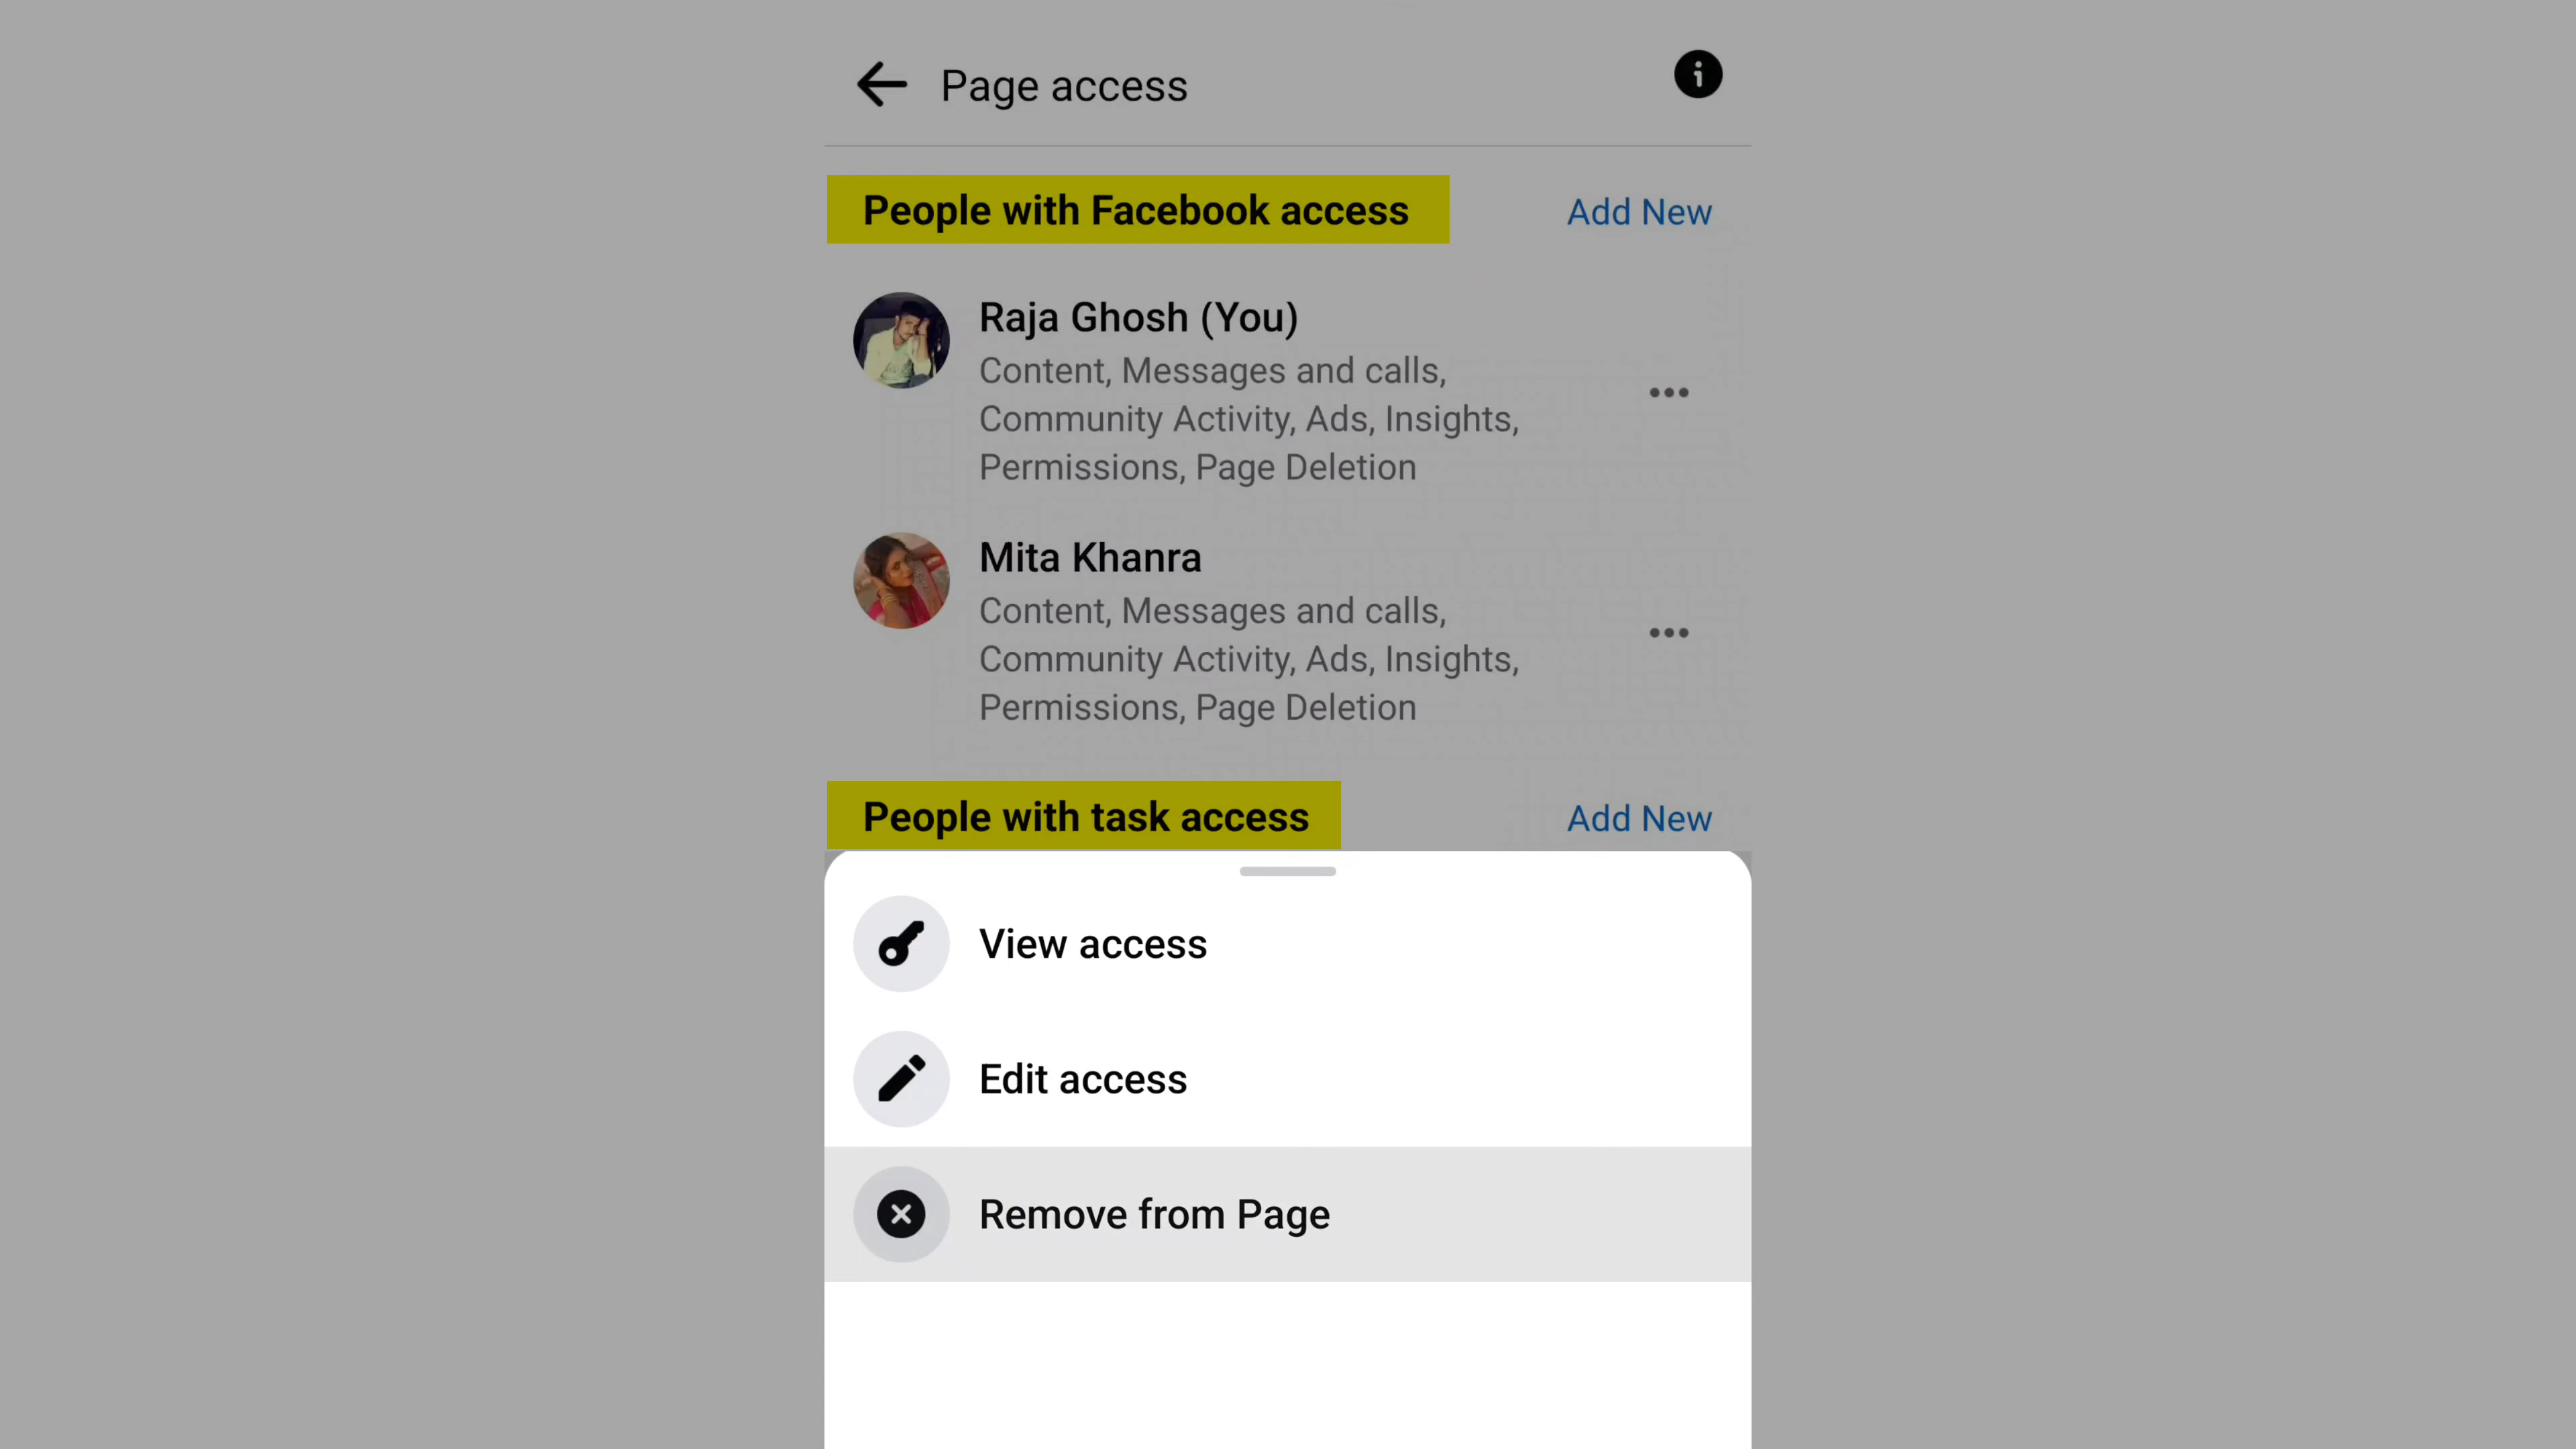 Page access
People with Facebook access
Add New
Raja Ghosh (You)
Content, Messages and calls,
Community Activity, Ads, Insights,
Permissions, Page Deletion
Mita Khanra
Content, Messages and calls,
Community Activity, Ads, Insights,
Permissions, Page Deletion
People with task access
Add New
View access
Edit access
Remove from Page